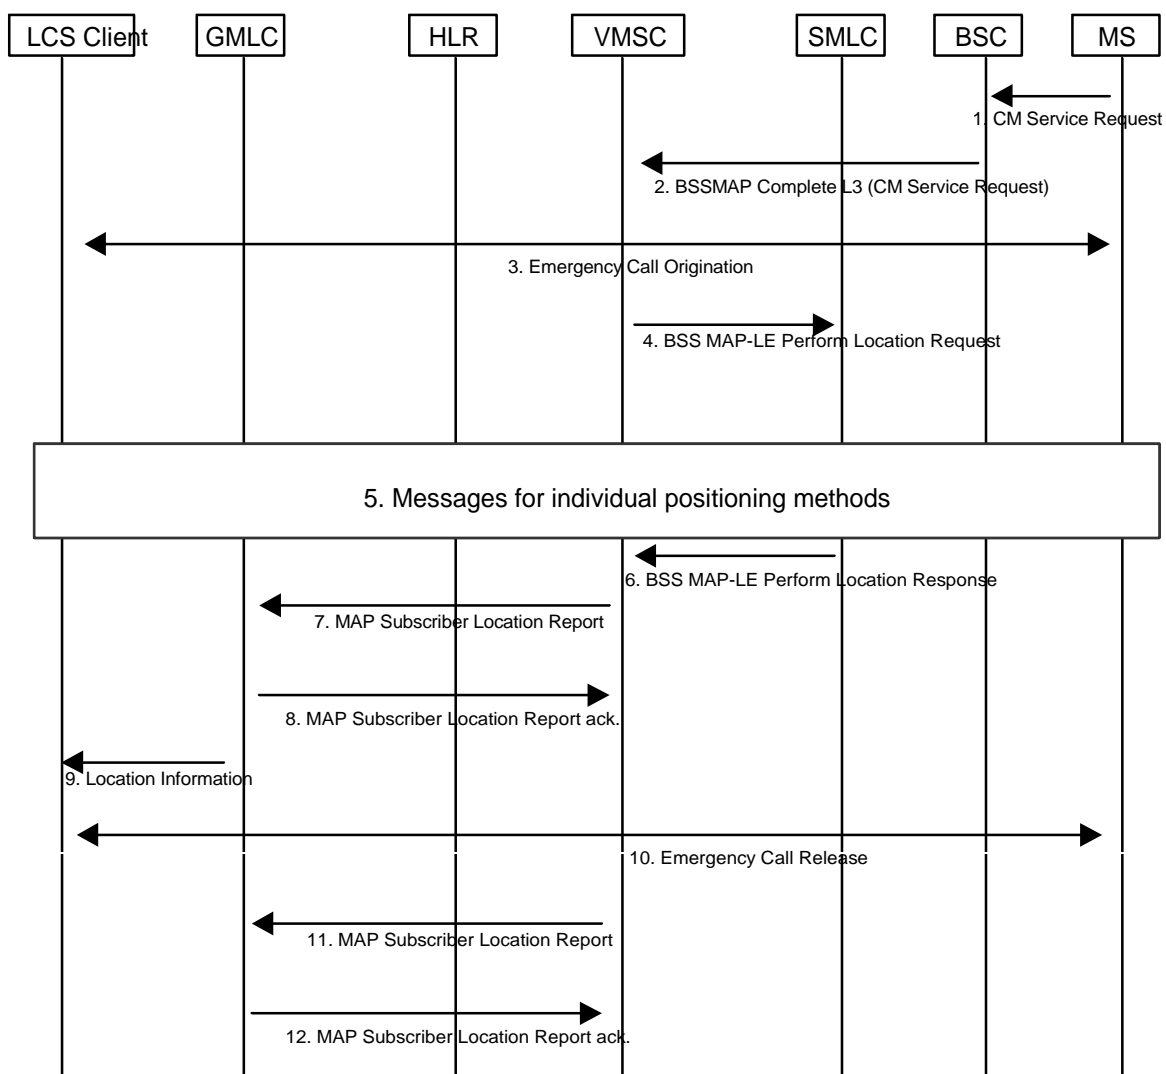 LCS Client GMLC HLR VMSC SMLC BSC MS
1. CM Service Request
2. BSSMAP Complete L3 (CM Service Request)
3. Emergency Call Origination
4. BSS MAP-LE Perform Location Request
5. Messages for individual positioning methods
6. BSS MAP-LE Perform Location Response
7. MAP Subscriber Location Report
8. MAP Subscriber Location Report ack.
9. Location Information
10. Emergency Call Release
11. MAP Subscriber Location Report
12. MAP Subscriber Location Report ack.